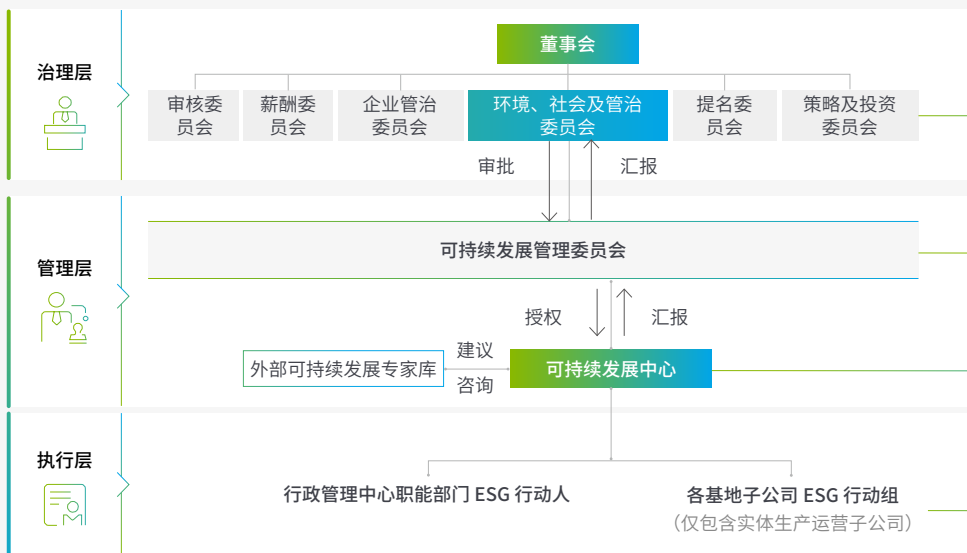 董事会
治理层
审核委
员会
薪酬委
员会
企业管治
委员会
环境、社会及管治
委员会
提名委
员会
策略及投资
委员会
审批
汇报
可持续发展管理委员会
管理层
授权
汇报
外部可持续发展专家库
建议
咨询
可持续发展中心
执行层
行政管理中心职能部门 ESG 行动人
各基地子公司 ESG 行动组
（仅包含实体生产运营子公司）